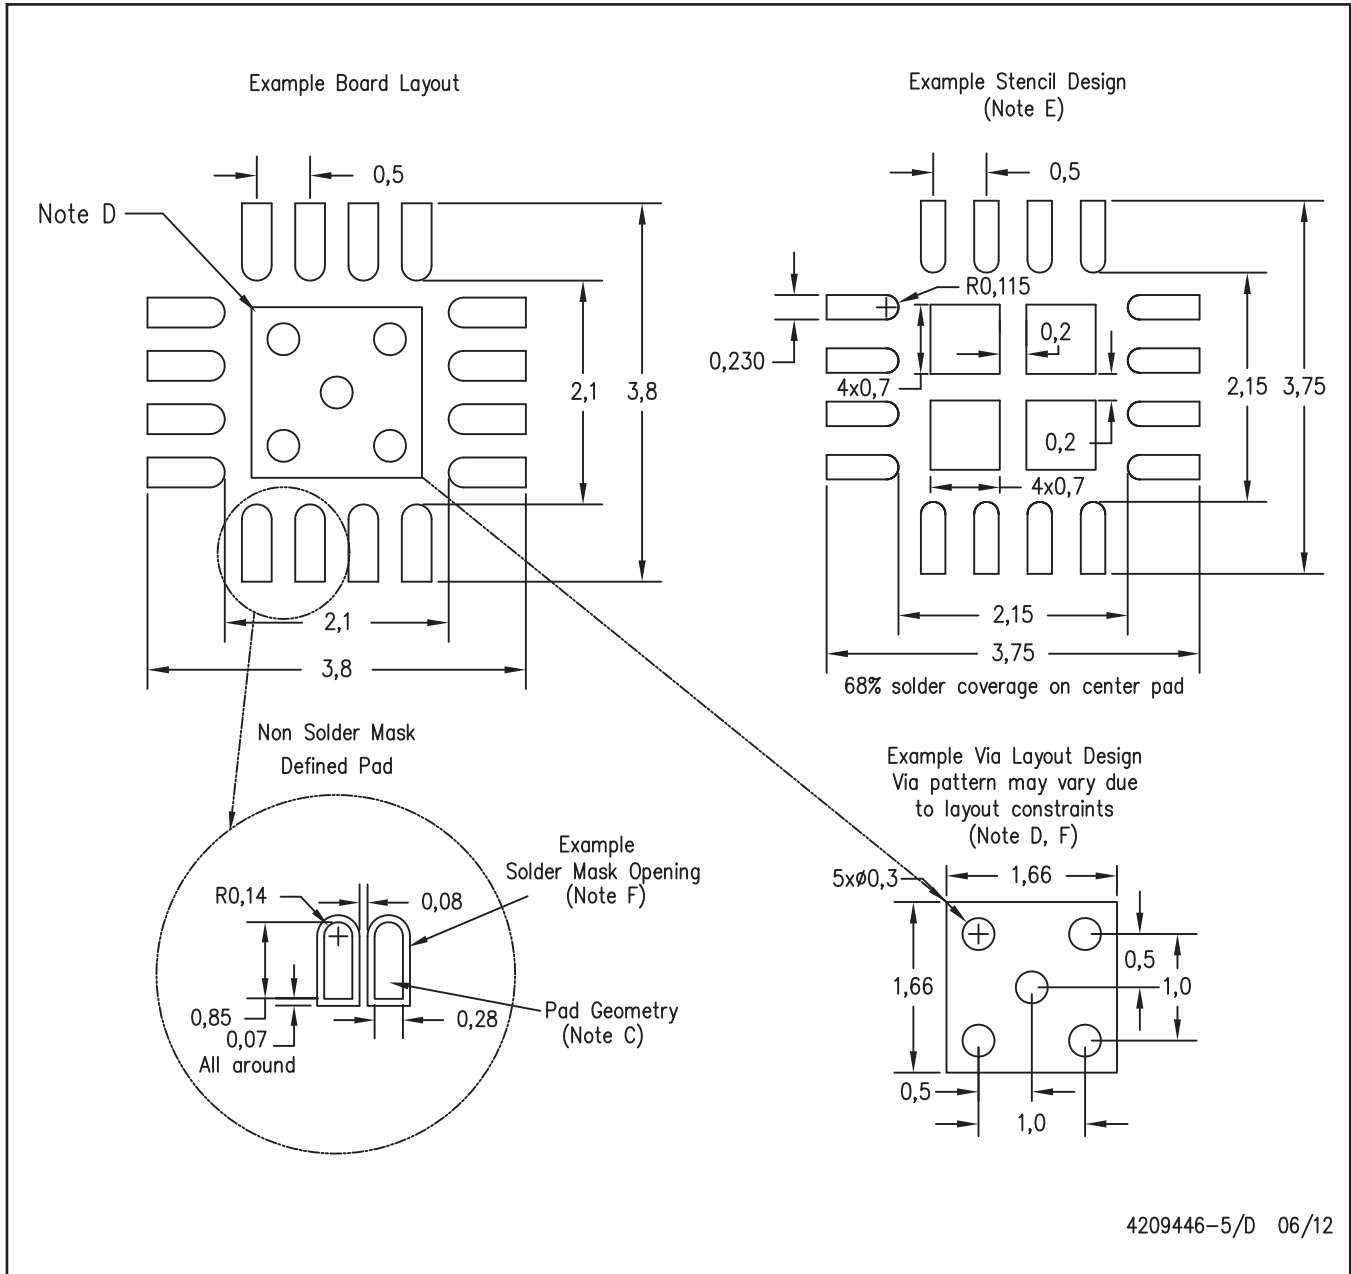 Example Board Layout
0,5
Note D
2,1
3,8
2,1
3,8
Example Stencil Design
(Note E)
0,5
R0,115
0,230
0,2
4x0,7
0,2
4x0,7
2,15
3,75
2,15
3,75
68% solder coverage on center pad
Non Solder Mask
Defined Pad
Example
Solder Mask Opening
(Note F)
R0,14
0,08
0,85
0,07
All around
0,28
Pad Geometry
(Note C)
Example Via Layout Design
Via pattern may vary due
to layout constraints
(Note D, F)
5xø0,3
1,66
1,66
0,5
1,0
0,5
1,0
4209446-5/D 06/12